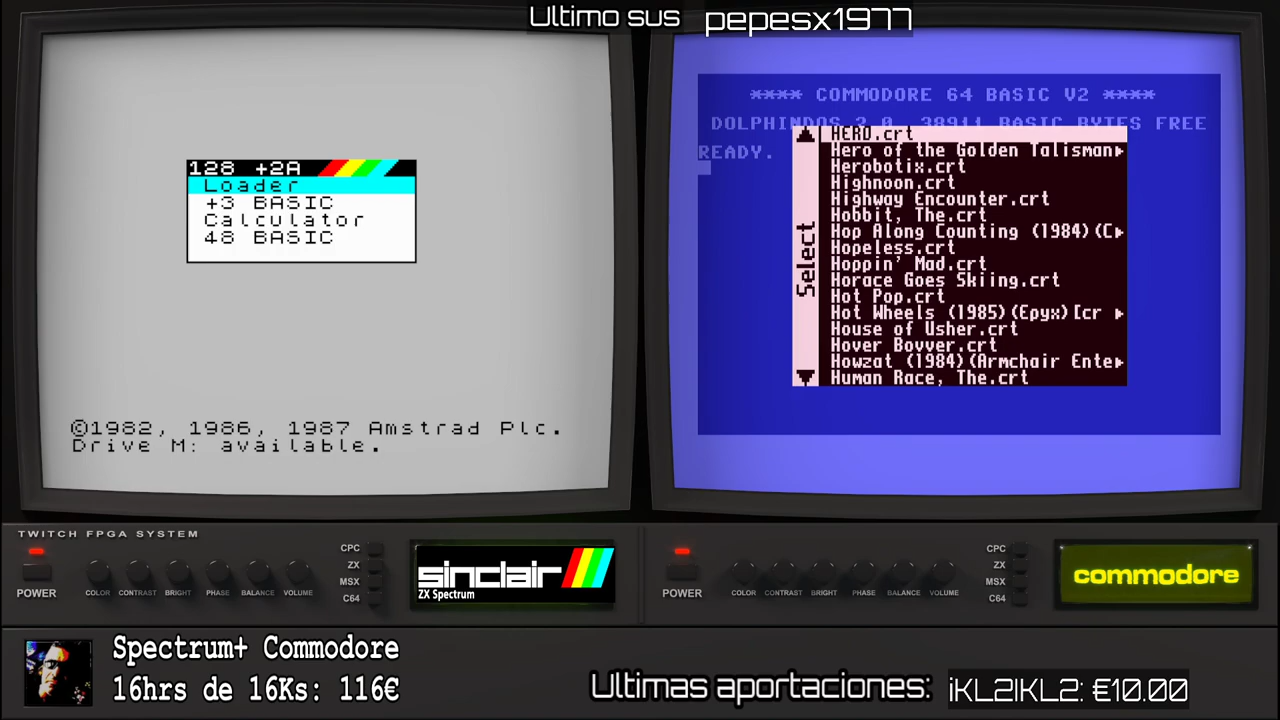 Ultimo sus pepesx1977
128 +2A
Loader
+3 BASIC
Calculator
48 BASIC
©1982, 1986, 1987 Amstrad Plc.
Drive M: available.
**** COMMODORE 64 BASIC V2 ****
DOLPHINDOS 2.0 38911 BASIC BYTES FREE
READY.
Select
HERO.crt
Hero of the Golden Talisman
Herobotix.crt
Highnoon.crt
Highway Encounter.crt
Hobbit, The.crt
Hop Along Counting (1984)(C
Hopeless.crt
Hoppin' Mad.crt
Horace Goes Skiing.crt
Hot Pop.crt
Hot Wheels (1985)(Epyx)[cr
House of Usher.crt
Hover Bovver.crt
Howzat (1984)(Armchair Ente
Human Race, The.crt
TWITCH FPGA SYSTEM
POWER
COLOR CONTRAST BRIGHT PHASE BALANCE VOLUME
CPC
ZX
MSX
C64
sinclair
ZX Spectrum
POWER
COLOR CONTRAST BRIGHT PHASE BALANCE VOLUME
CPC
ZX
MSX
C64
commodore
Spectrum+ Commodore
16hrs de 16Ks: 116€
Ultimas aportaciones: iKL2IKL2: €10.00